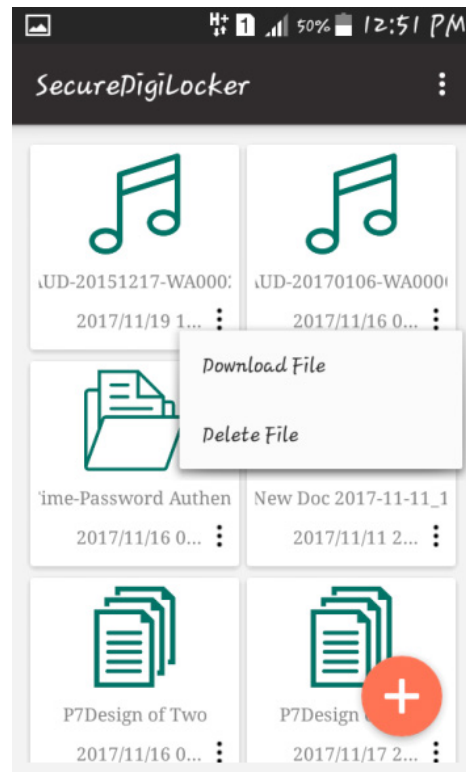 H+ 1 50% 12:51 PM
SecureDigiLocker
UD-20151217-WA000
UD-20170106-WA000
2017/11/19 1...
2017/11/16 0...
Download File
Delete File
ime-Password Authen
New Doc 2017-11-11_1
2017/11/16 0...
2017/11/11 2...
P7Design of Two
P7Design
2017/11/16 0...
2017/11/17 2...